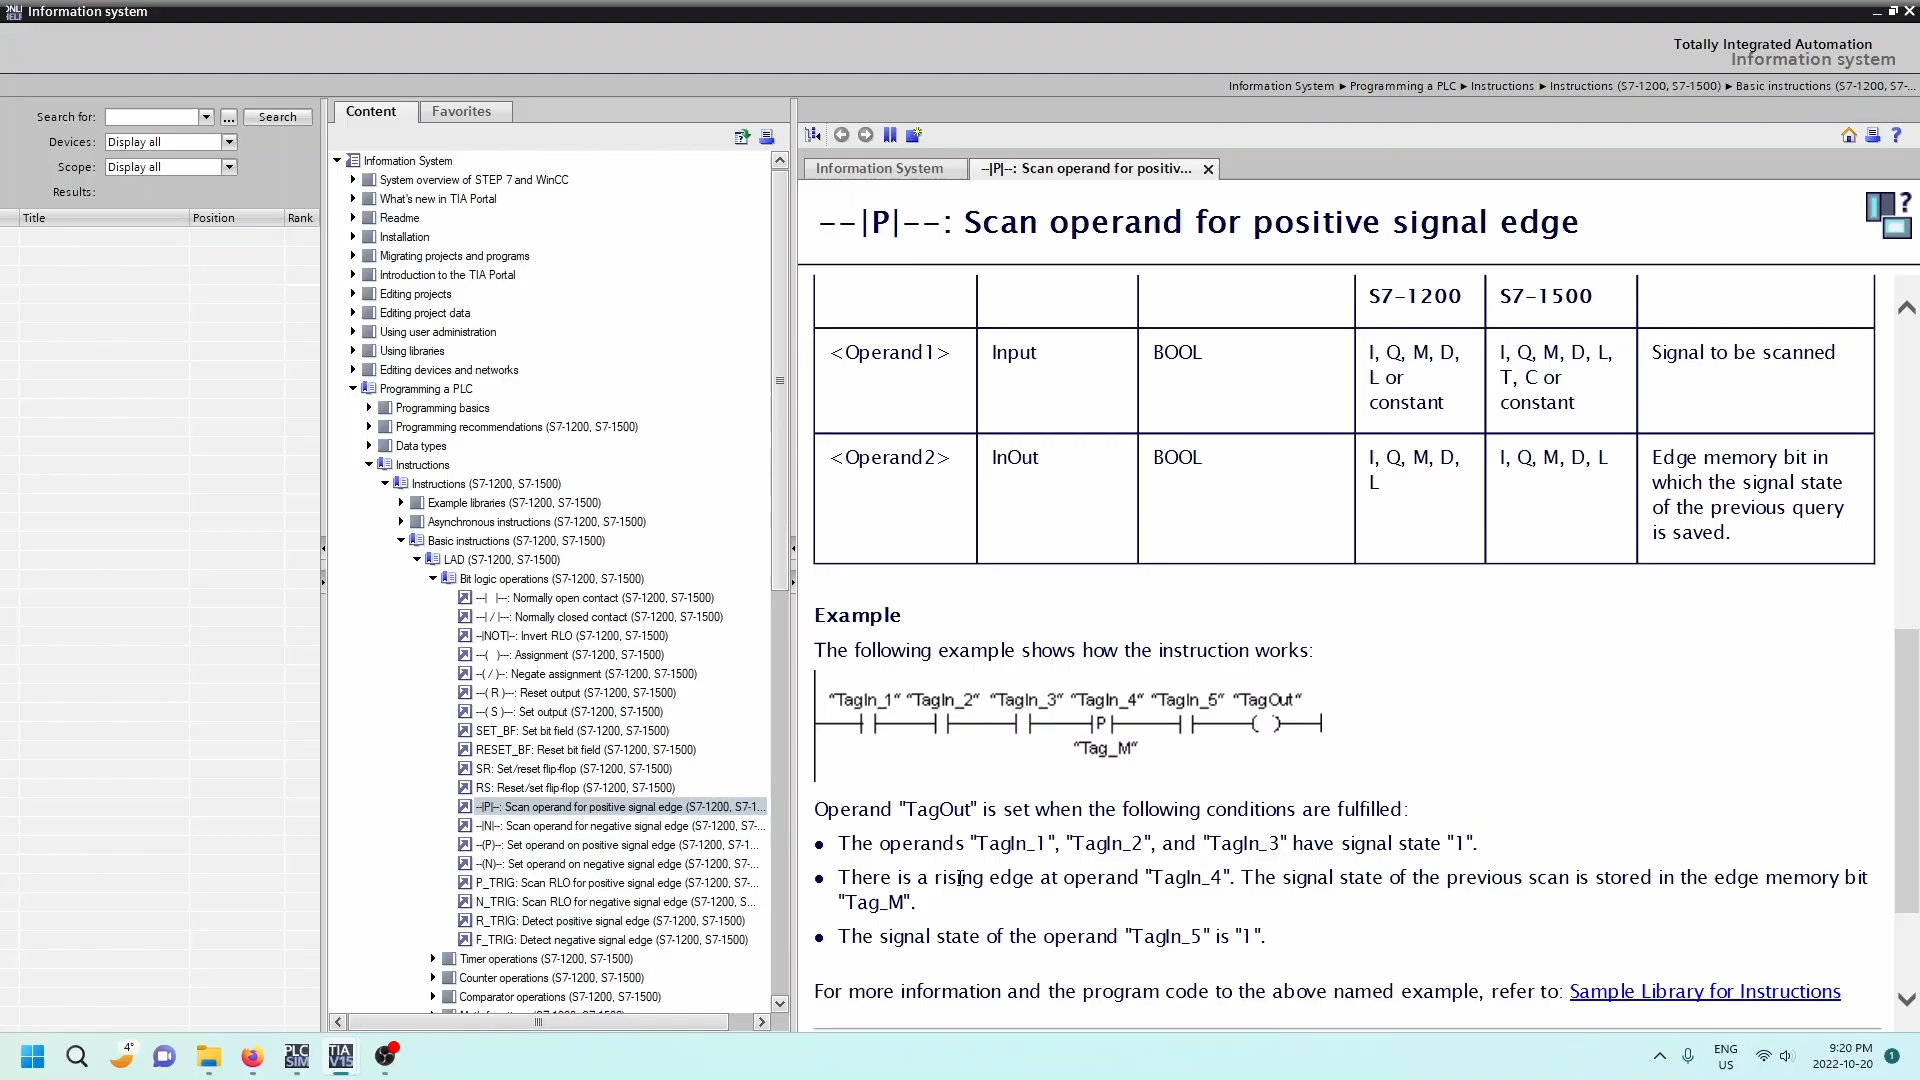 Information system
Totally Integrated Automation
Information system
Information System ▸ Programming a PLC ▸ Instructions ▸ Instructions (S7-1200, S7-1500) ▸ Basic instructions (S7-1200, S7-...
Search for:
...
Search
Devices:
Display all
Scope:
Display all
Results:
Title
Position
Rank
Content
Favorites
Information System
System overview of STEP 7 and WinCC
What's new in TIA Portal
Readme
Installation
Migrating projects and programs
Introduction to the TIA Portal
Editing projects
Editing project data
Using user administration
Using libraries
Editing devices and networks
Programming a PLC
Programming basics
Programming recommendations (S7-1200, S7-1500)
Data types
Instructions
Instructions (S7-1200, S7-1500)
Example libraries (S7-1200, S7-1500)
Asynchronous instructions (S7-1200, S7-1500)
Basic instructions (S7-1200, S7-1500)
LAD (S7-1200, S7-1500)
Bit logic operations (S7-1200, S7-1500)
---| |---: Normally open contact (S7-1200, S7-1500)
---| / |---: Normally closed contact (S7-1200, S7-1500)
--|NOT|--: Invert RLO (S7-1200, S7-1500)
---( )---: Assignment (S7-1200, S7-1500)
--( / )--: Negate assignment (S7-1200, S7-1500)
---( R )---: Reset output (S7-1200, S7-1500)
---( S )---: Set output (S7-1200, S7-1500)
SET_BF: Set bit field (S7-1200, S7-1500)
RESET_BF: Reset bit field (S7-1200, S7-1500)
SR: Set/reset flip-flop (S7-1200, S7-1500)
RS: Reset/set flip-flop (S7-1200, S7-1500)
--|P|--: Scan operand for positive signal edge (S7-1200, S7-1...
--|N|--: Scan operand for negative signal edge (S7-1200, S7-...
--(P)--: Set operand on positive signal edge (S7-1200, S7-1...
--(N)--: Set operand on negative signal edge (S7-1200, S7-...
P_TRIG: Scan RLO for positive signal edge (S7-1200, S7-...
N_TRIG: Scan RLO for negative signal edge (S7-1200, S...
R_TRIG: Detect positive signal edge (S7-1200, S7-1500)
F_TRIG: Detect negative signal edge (S7-1200, S7-1500)
Timer operations (S7-1200, S7-1500)
Counter operations (S7-1200, S7-1500)
Comparator operations (S7-1200, S7-1500)
Information System
--|P|--: Scan operand for positiv...
--|P|--: Scan operand for positive signal edge
S7-1200
S7-1500
<Operand1>
Input
BOOL
I, Q, M, D,
L or
constant
I, Q, M, D, L,
T, C or
constant
Signal to be scanned
<Operand2>
InOut
BOOL
I, Q, M, D,
L
I, Q, M, D, L
Edge memory bit in
which the signal state
of the previous query
is saved.
Example
The following example shows how the instruction works:
"TagIn_1" "TagIn_2" "TagIn_3" "TagIn_4" "TagIn_5" "TagOut"
P
"Tag_M"
Operand "TagOut" is set when the following conditions are fulfilled:
● The operands "TagIn_1", "TagIn_2", and "TagIn_3" have signal state "1".
● There is a rising edge at operand "TagIn_4". The signal state of the previous scan is stored in the edge memory bit
"Tag_M".
● The signal state of the operand "TagIn_5" is "1".
For more information and the program code to the above named example, refer to: Sample Library for Instructions
4°
PLC
SIM
TIA
V15
ENG
US
9:20 PM
2022-10-20
1